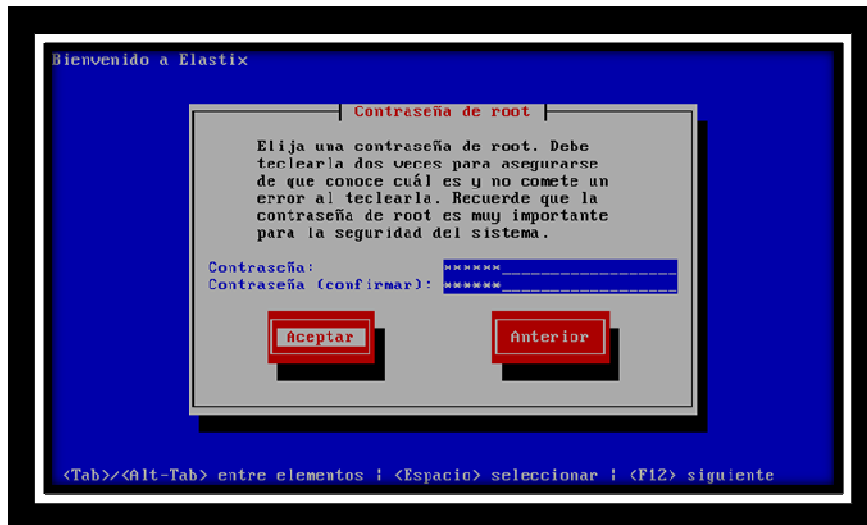 Bienvenido a Elastix
Contraseña de root
Elija una contraseña de root. Debe
teclearla dos veces para asegurarse
de que conoce cuál es y no comete un
error al teclearla. Recuerde que la
contraseña de root es muy importante
para la seguridad del sistema.
Contraseña: ******
Contraseña (confirmar): ******
Aceptar Anterior
<Tab>/<Alt-Tab> entre elementos | <Espacio> seleccionar | <F12> siguiente